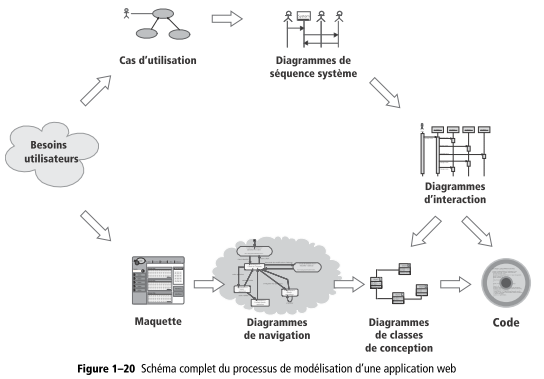 Cas d'utilisation
Diagrammes de
séquence système
Besoins
utilisateurs
Diagrammes
d'interaction
Maquette
Diagrammes
de navigation
Diagrammes
de classes
de conception
Code
Figure 1–20 Schéma complet du processus de modélisation d'une application web